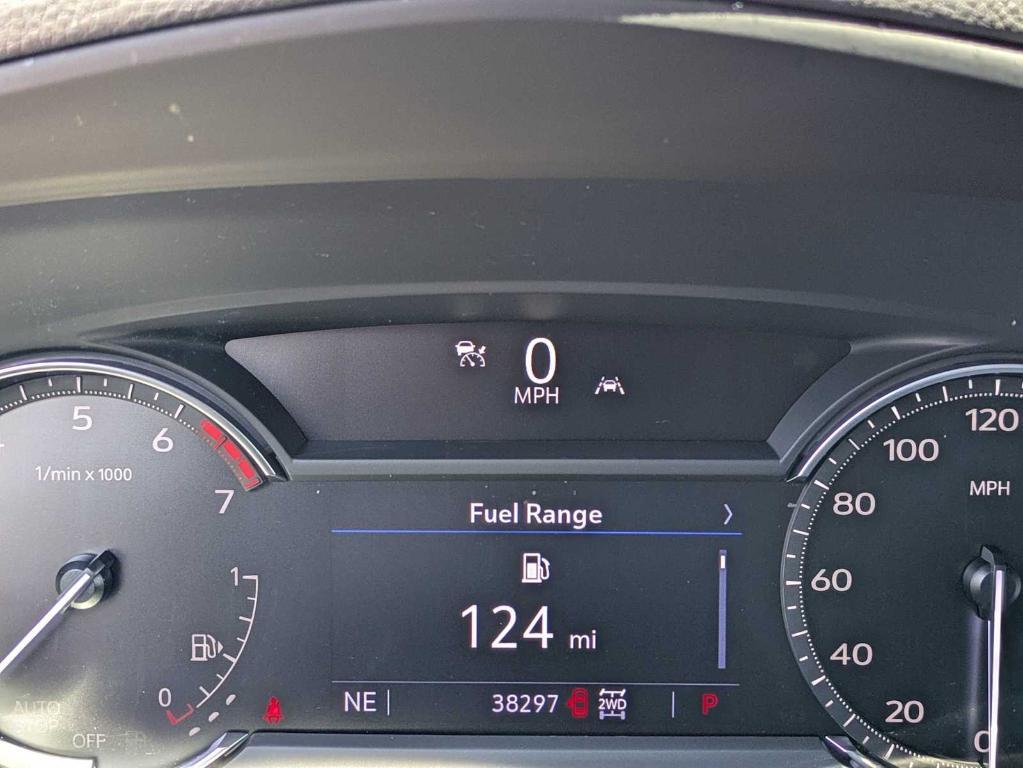 0
MPH
5
6
7
1/min x 1000
1
0
AUTO
STOP
OFF
Fuel Range
124 mi
NE
38297
2WD
P
120
100
80
60
40
20
0
MPH